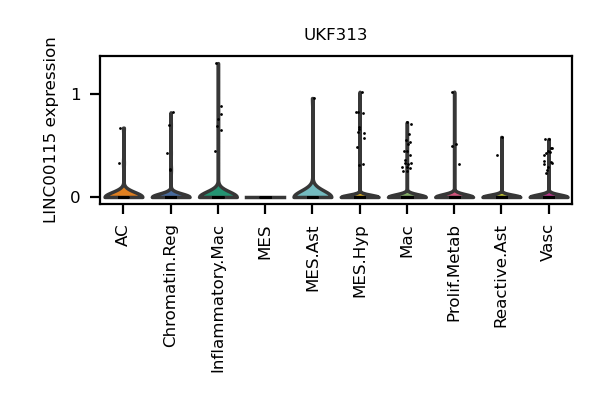 UKF313
LINC00115 expression
1
0
AC
Chromatin.Reg
Inflammatory.Mac
MES
MES.Ast
MES.Hyp
Mac
Prolif.Metab
Reactive.Ast
Vasc